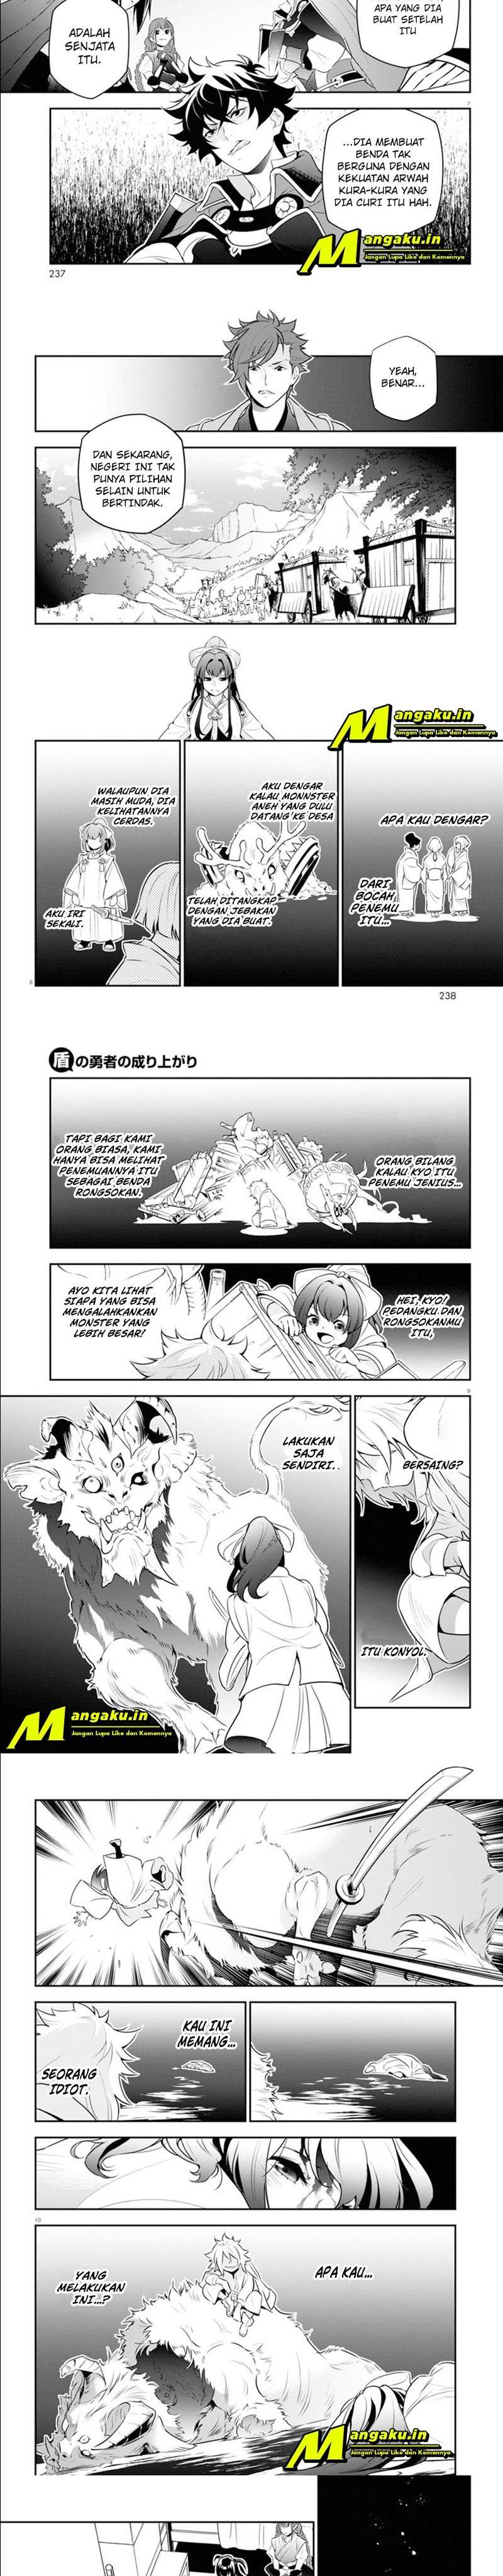 APA YANG DIA
BUAT SETELAH
ITU
ADALAH
SENJATA
ITU.
7
...DIA MEMBUAT
BENDA TAK
BERGUNA DENGAN
KEKUATAN ARWAH
KURA-KURA YANG
DIA CURI ITU HAH.
Mangaku.in
Jangan Lupa Like dan Komennya
237
YEAH,
BENAR...
DAN SEKARANG,
NEGERI INI TAK
PUNYA PILIHAN
SELAIN UNTUK
BERTINDAK.
Mangaku.in
Jangan Lupa Like dan Komennya
APA KAU DENGAR?
DARI
BOCAH
PENEMU
ITU...
AKU DENGAR
KALAU MONNSTER
ANEH YANG DULU
DATANG KE DESA
TELAH DITANGKAP
DENGAN JEBAKAN
YANG DIA BUAT.
WALAUPUN DIA
MASIH MUDA, DIA
KELIHATANNYA
CERDAS.
AKU IRI
SEKALI.
8
238
盾の勇者の成り上がり
ORANG BILANG
KALAU KYO ITU
PENEMU JENIUS...
TAPI BAGI KAMI
ORANG BIASA, KAMI
HANYA BISA MELIHAT
PENEMUANNYA ITU
SEBAGAI BENDA
RONGSOKAN.
HEI, KYO!
PEDANGKU DAN
RONGSOKANMU
ITU,
AYO KITA LIHAT
SIAPA YANG BISA
MENGALAHKANKAN
MONSTER YANG
LEBIH BESAR!
9
BERSAING?
ITU KONYOL.
LAKUKAN
SAJA
SENDIRI.
Mangaku.in
Jangan Lupa Like dan Komennya
KAU INI
MEMANG...
SEORANG
IDIOT.
10
APA KAU...
YANG
MELAKUKAN
INI...?
Mangaku.in
Jangan Lupa Like dan Komennya